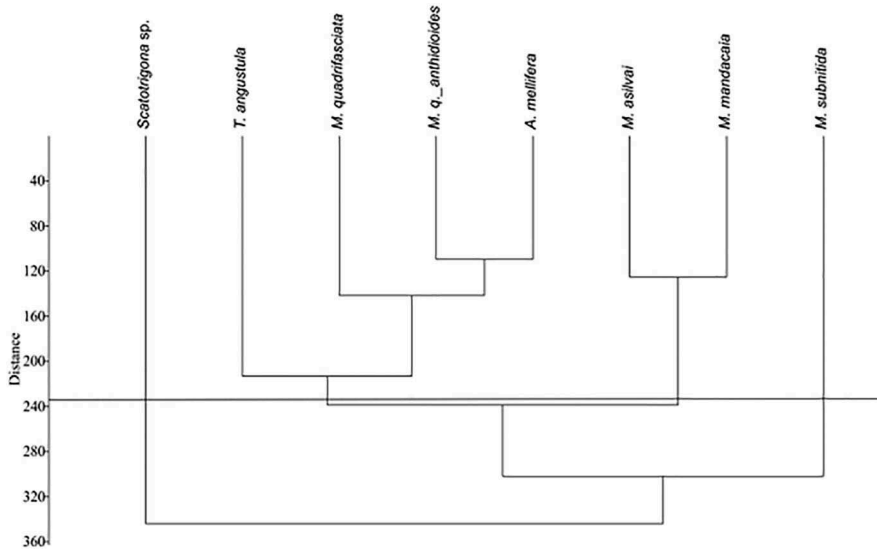 Scatotrigona sp.
T. angustula
M. quadrifasciata
M. q._anthidioides
A. mellifera
M. asilvai
M. mandacaia
M. subnitida
Distance
40
80
120
160
200
240
280
320
360